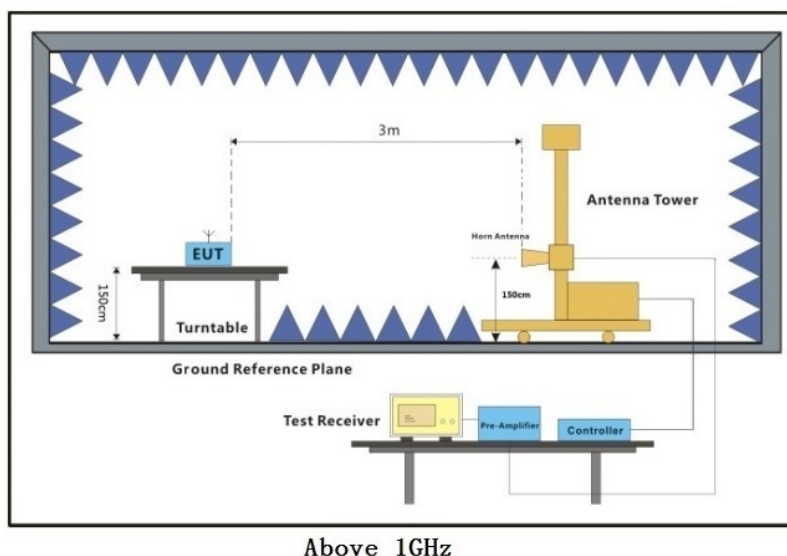 3m
Antenna Tower
Horn Antenna
EUT
150cm
150cm
Turntable
Ground Reference Plane
Test Receiver
Pre-Amplifier
Controller
Above 1GHz